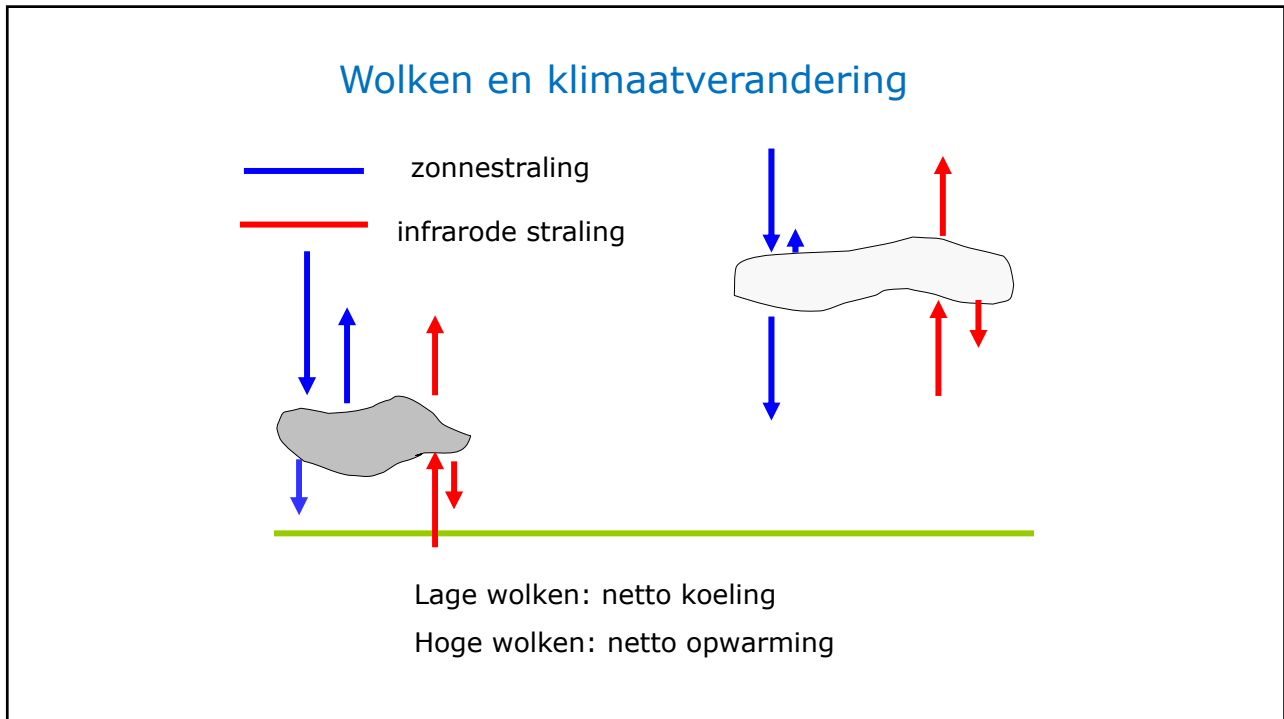 Wolken en klimaatverandering
zonnestraling
infrarode straling
Lage wolken: netto koeling
Hoge wolken: netto opwarming